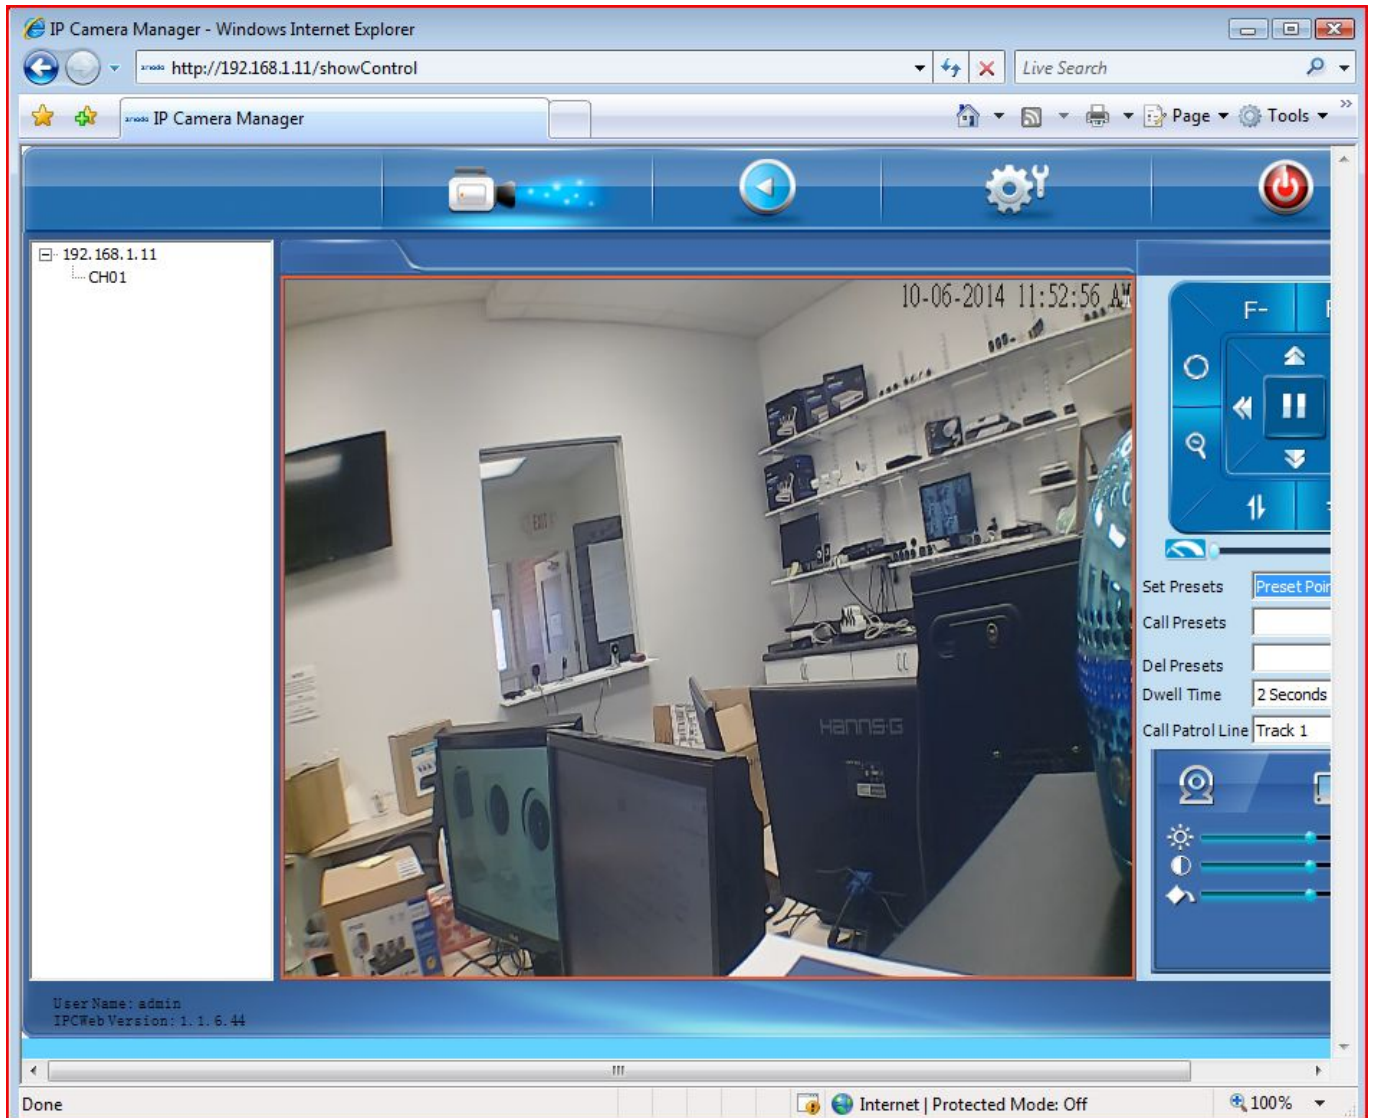 IP Camera Manager - Windows Internet Explorer
http://192.168.1.11/showControl
Live Search
IP Camera Manager
Page
Tools
192.168.1.11
CH01
10-06-2014 11:52:56 AM
F-
EXIT
Hanns·G
Set Presets
Preset Poin
Call Presets
Del Presets
Dwell Time
2 Seconds
Call Patrol Line
Track 1
User Name: admin
IPCWeb Version: 1.1.6.44
Done
Internet | Protected Mode: Off
100%